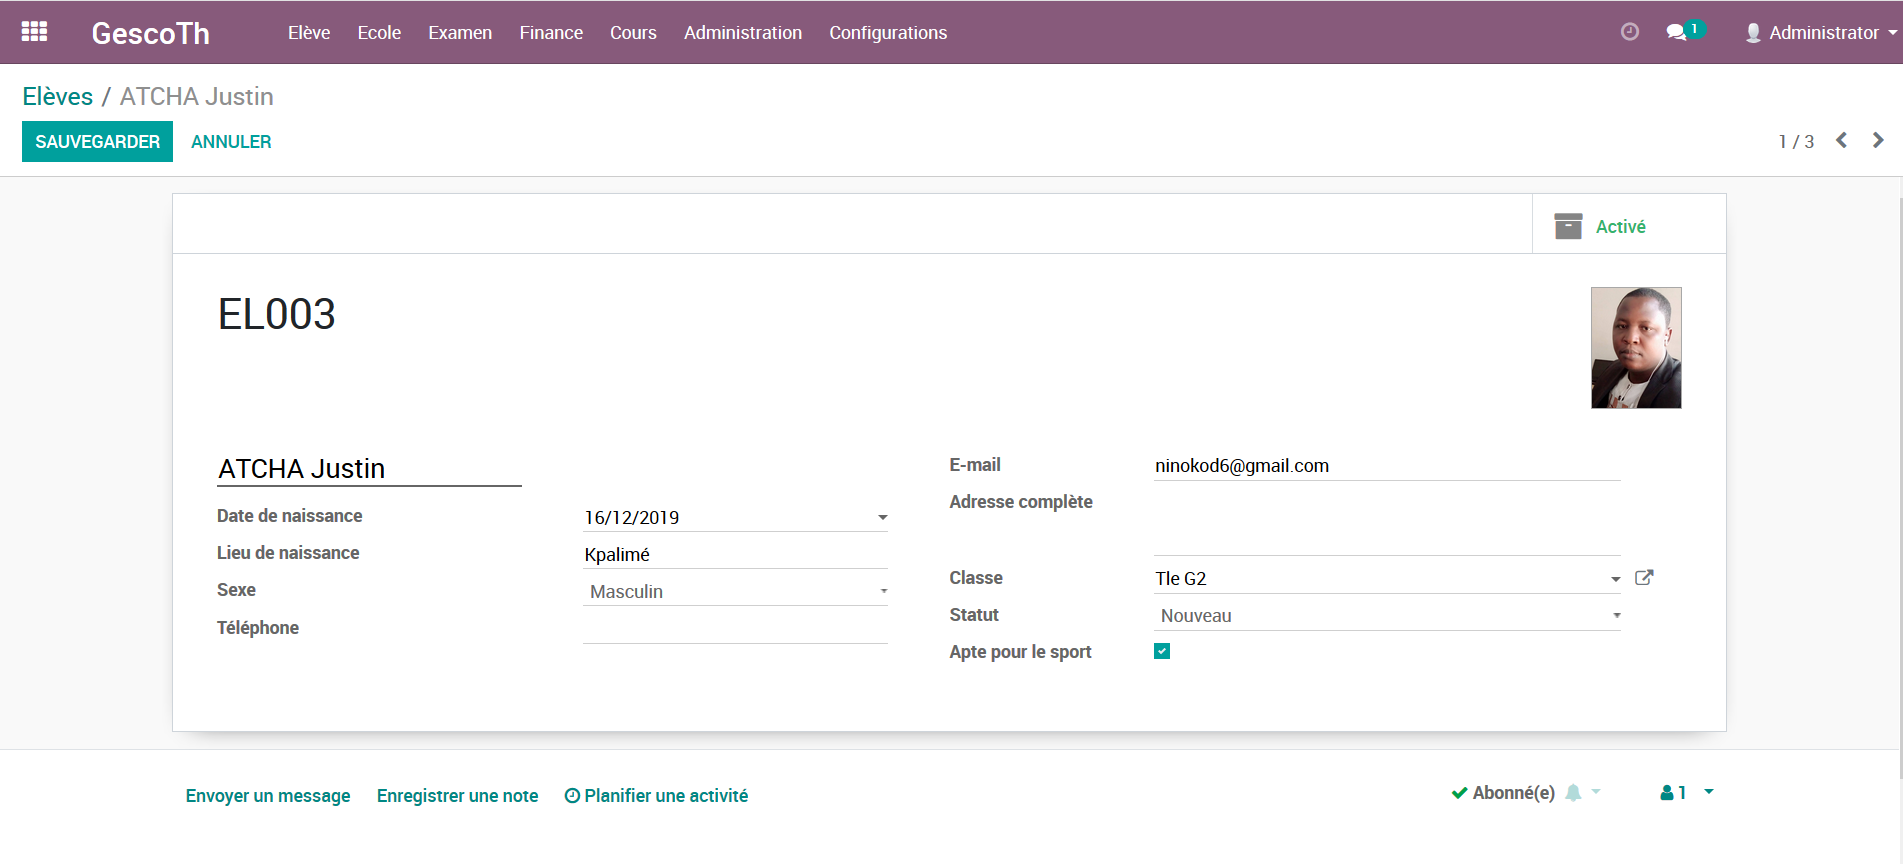 GescoTh Elève Ecole Examen Finance Cours Administration Configurations 1 Administrator
Elèves / ATCHA Justin
SAUVEGARDER ANNULER 1 / 3
Activé
EL003
ATCHA Justin
Date de naissance 16/12/2019
Lieu de naissance Kpalimé
Sexe Masculin
Téléphone
E-mail ninokod6@gmail.com
Adresse complète
Classe Tle G2
Statut Nouveau
Apte pour le sport
Envoyer un message Enregistrer une note Planifier une activité Abonné(e) 1